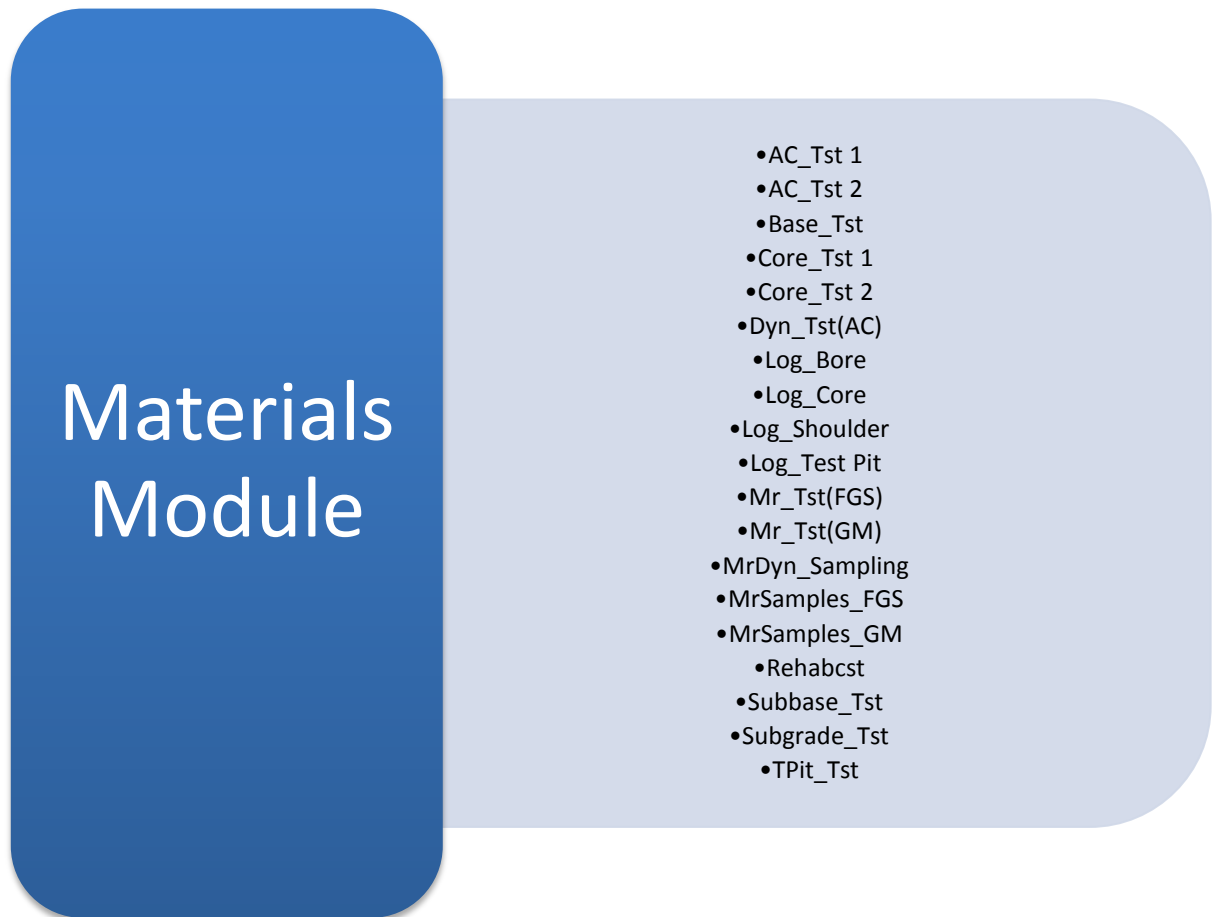 Materials
Module
•AC_Tst 1
•AC_Tst 2
•Base_Tst
•Core_Tst 1
•Core_Tst 2
•Dyn_Tst(AC)
•Log_Bore
•Log_Core
•Log_Shoulder
•Log_Test Pit
•Mr_Tst(FGS)
•Mr_Tst(GM)
•MrDyn_Sampling
•MrSamples_FGS
•MrSamples_GM
•Rehabcst
•Subbase_Tst
•Subgrade_Tst
•TPit_Tst